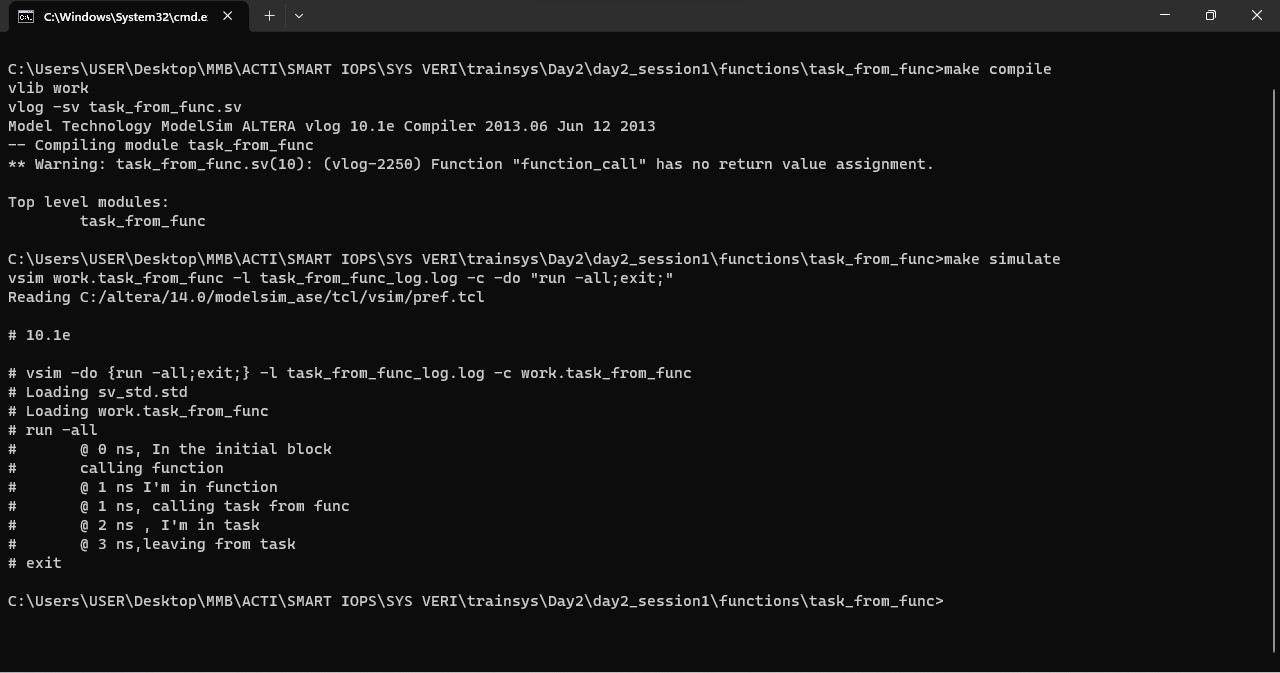 C:\Windows\System32\cmd.e
C:\Users\USER\Desktop\MMB\ACTI\SMART IOPS\SYS VERI\trainsys\Day2\day2_session1\functions\task_from_func>make compile
vlib work
vlog -sv task_from_func.sv
Model Technology ModelSim ALTERA vlog 10.1e Compiler 2013.06 Jun 12 2013
-- Compiling module task_from_func
** Warning: task_from_func.sv(10): (vlog-2250) Function "function_call" has no return value assignment.
Top level modules:
task_from_func
C:\Users\USER\Desktop\MMB\ACTI\SMART IOPS\SYS VERI\trainsys\Day2\day2_session1\functions\task_from_func>make simulate
vsim work.task_from_func -l task_from_func_log.log -c -do "run -all;exit;"
Reading C:/altera/14.0/modelsim_ase/tcl/vsim/pref.tcl
# 10.1e
# vsim -do {run -all;exit;} -l task_from_func_log.log -c work.task_from_func
# Loading sv_std.std
# Loading work.task_from_func
# run -all
# @ 0 ns, In the initial block
# calling function
# @ 1 ns I'm in function
# @ 1 ns, calling task from func
# @ 2 ns , I'm in task
# @ 3 ns,leaving from task
# exit
C:\Users\USER\Desktop\MMB\ACTI\SMART IOPS\SYS VERI\trainsys\Day2\day2_session1\functions\task_from_func>